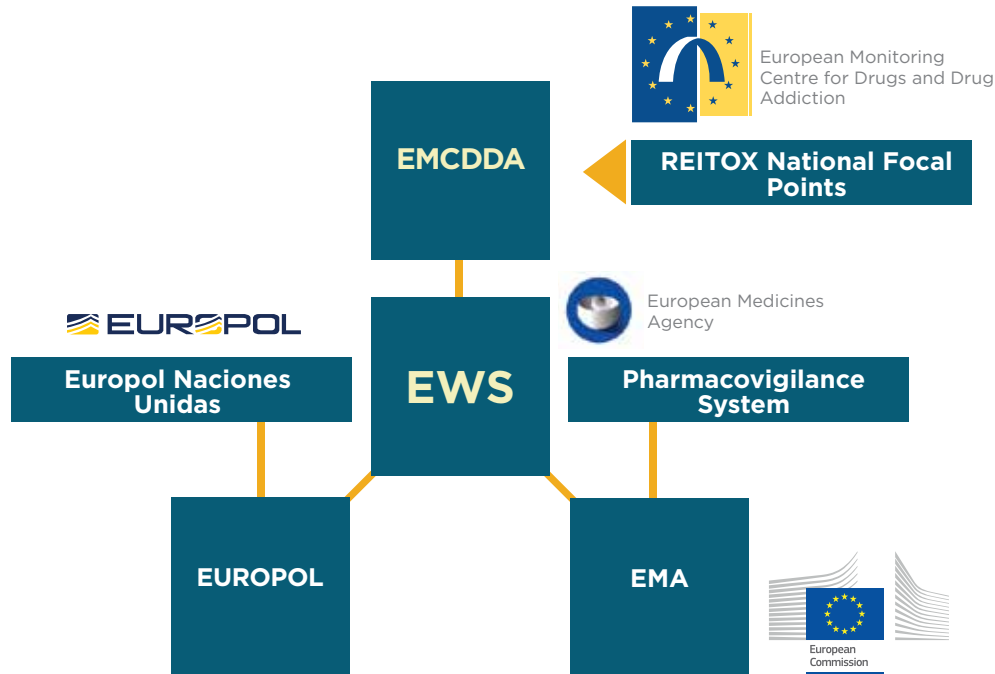 European Monitoring
Centre for Drugs and Drug
Addiction
EMCDDA
REITOX National Focal
Points
European Medicines
Agency
EUROPOL
Europol Naciones
Unidas
EWS
Pharmacovigilance
System
EUROPOL
EMA
European
Commission